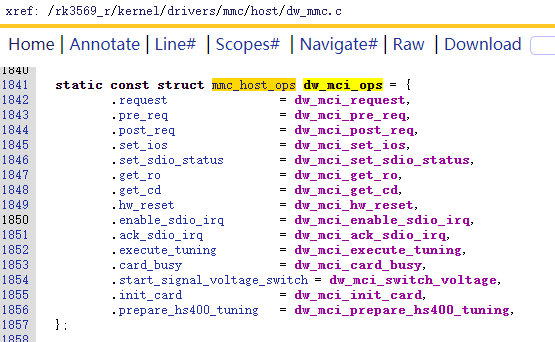 xref: /rk3569_r/kernel/drivers/mmc/host/dw_mmc.c
Home | Annotate | Line# | Scopes# | Navigate# | Raw | Download
1840
1841 static const struct mmc_host_ops dw_mci_ops = {
1842 .request = dw_mci_request,
1843 .pre_req = dw_mci_pre_req,
1844 .post_req = dw_mci_post_req,
1845 .set_ios = dw_mci_set_ios,
1846 .set_sdio_status = dw_mci_set_sdio_status,
1847 .get_ro = dw_mci_get_ro,
1848 .get_cd = dw_mci_get_cd,
1849 .hw_reset = dw_mci_hw_reset,
1850 .enable_sdio_irq = dw_mci_enable_sdio_irq,
1851 .ack_sdio_irq = dw_mci_ack_sdio_irq,
1852 .execute_tuning = dw_mci_execute_tuning,
1853 .card_busy = dw_mci_card_busy,
1854 .start_signal_voltage_switch = dw_mci_switch_voltage,
1855 .init_card = dw_mci_init_card,
1856 .prepare_hs400_tuning = dw_mci_prepare_hs400_tuning,
1857 };
1858